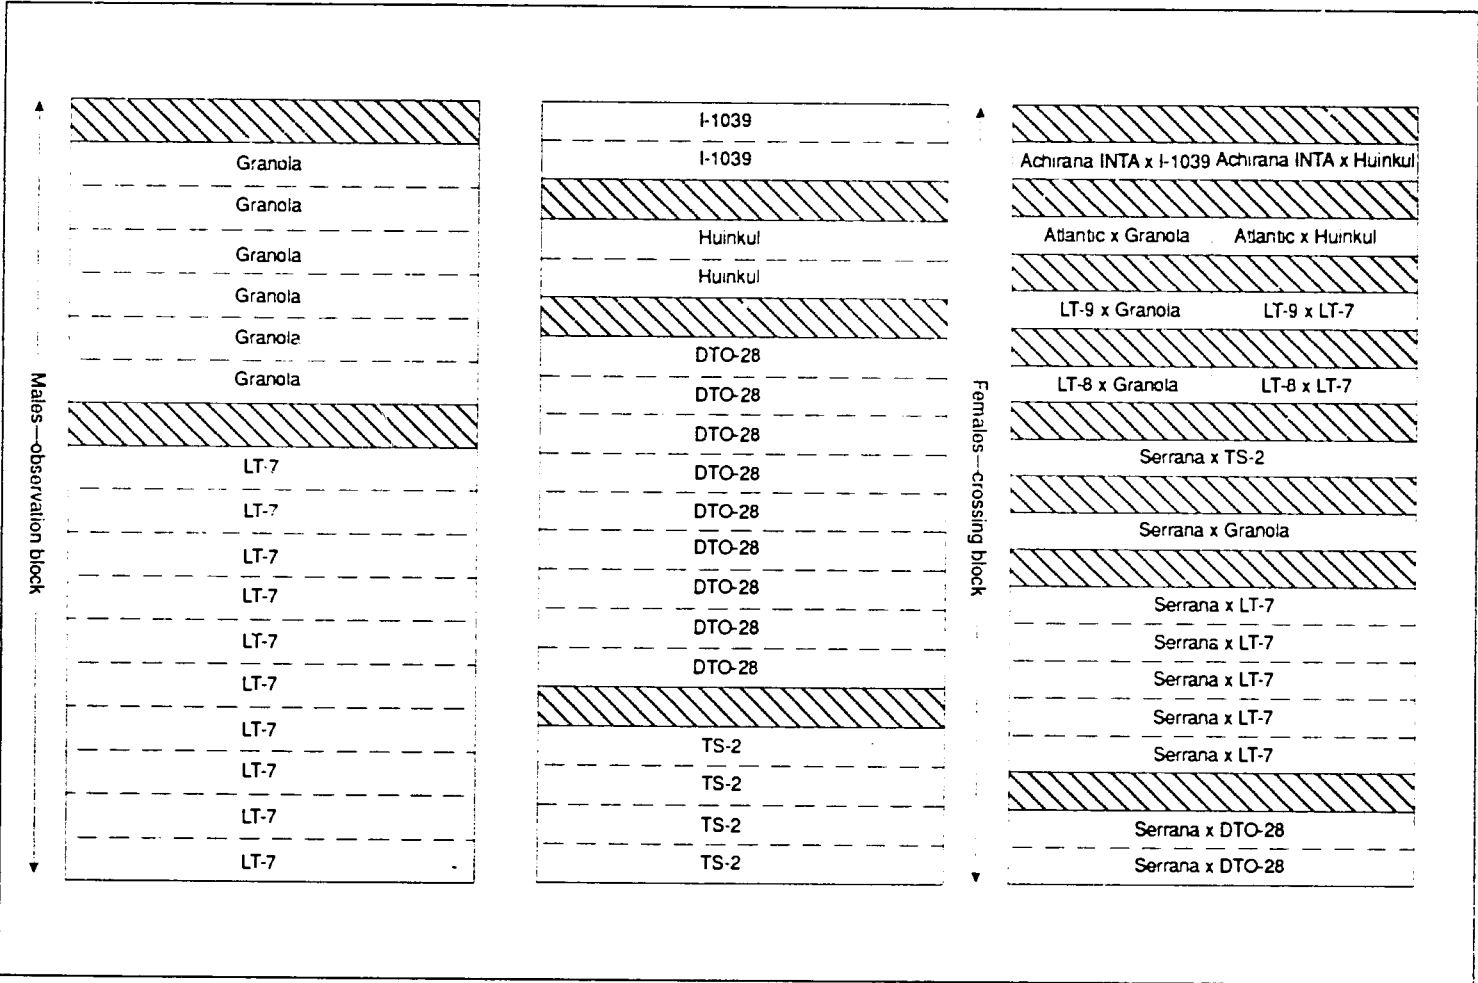 Males—observation block
Granola
Granola
Granola
Granola
Granola
Granola
LT-7
LT-7
LT-7
LT-7
LT-7
LT-7
LT-7
LT-7
LT-7
LT-7
I-1039
I-1039
Huinkul
Huinkul
DTO-28
DTO-28
DTO-28
DTO-28
DTO-28
DTO-28
DTO-28
DTO-28
DTO-28
TS-2
TS-2
TS-2
TS-2
Females—crossing block
Achirana INTA x I-1039 Achirana INTA x Huinkul
Atlantic x Granola Atlantic x Huinkul
LT-9 x Granola LT-9 x LT-7
LT-8 x Granola LT-8 x LT-7
Serrana x TS-2
Serrana x Granola
Serrana x LT-7
Serrana x LT-7
Serrana x LT-7
Serrana x LT-7
Serrana x LT-7
Serrana x DTO-28
Serrana x DTO-28